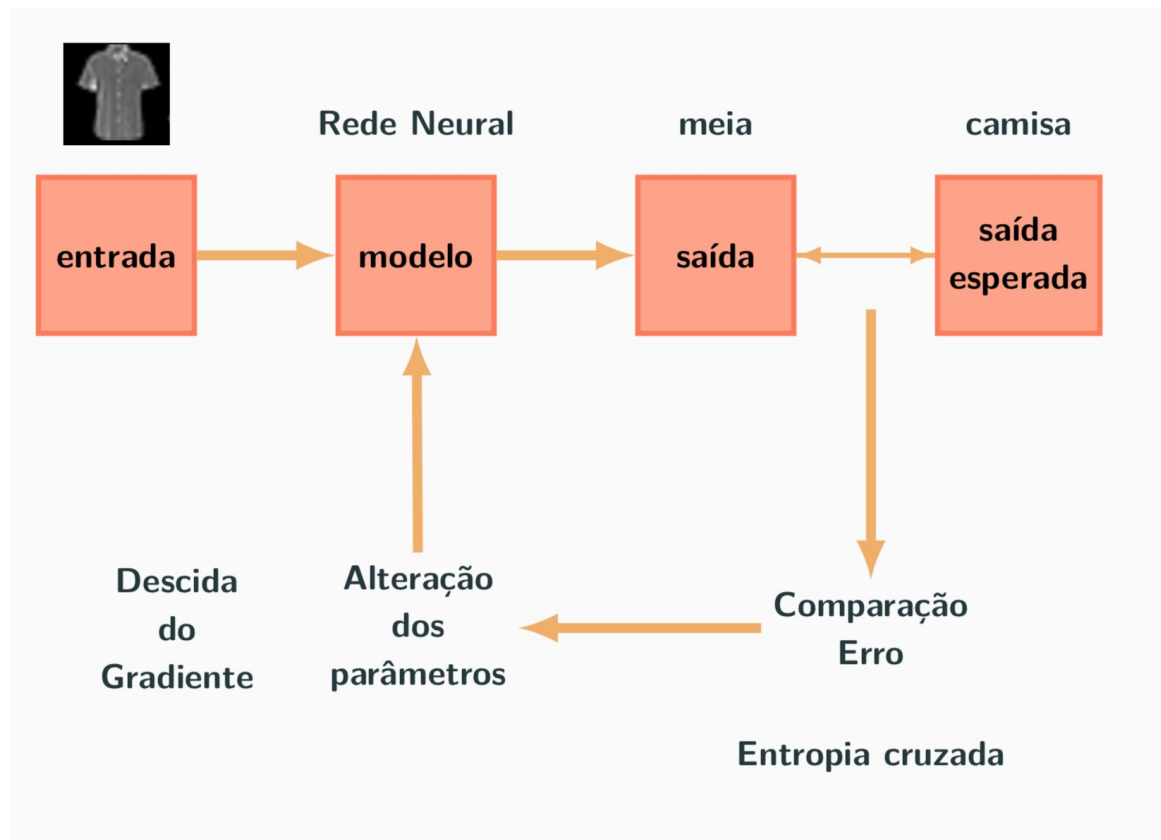 Rede Neural
meia
camisa
entrada
modelo
saída
saída
esperada
Descida
do
Gradiente
Alteração
dos
parâmetros
Comparação
Erro
Entropia cruzada